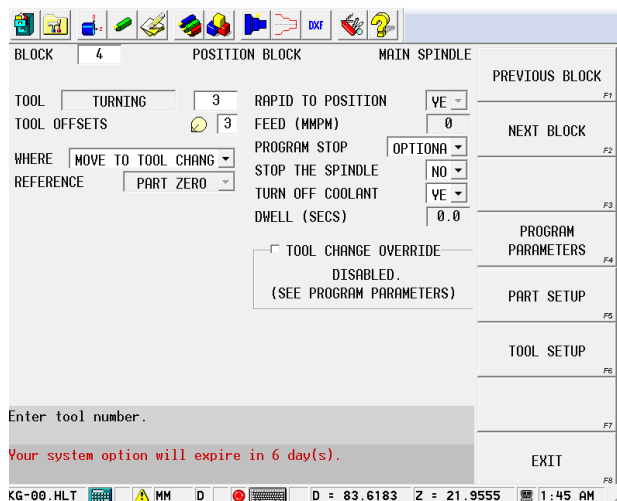 DXF
BLOCK 4 POSITION BLOCK MAIN SPINDLE
PREVIOUS BLOCK
F1
TOOL TURNING 3
TOOL OFFSETS 3
WHERE MOVE TO TOOL CHANG
REFERENCE PART ZERO
RAPID TO POSITION YE
FEED (MMPM) 0
PROGRAM STOP OPTIONA
STOP THE SPINDLE NO
TURN OFF COOLANT YE
DWELL (SECS) 0.0
TOOL CHANGE OVERRIDE
DISABLED.
(SEE PROGRAM PARAMETERS)
NEXT BLOCK
F2
F3
PROGRAM
PARAMETERS
F4
PART SETUP
F5
TOOL SETUP
F6
F7
EXIT
F8
Enter tool number.
Your system option will expire in 6 day(s).
KG-00.HLT MM D D = 83.6183 Z = 21.9555 1:45 AM